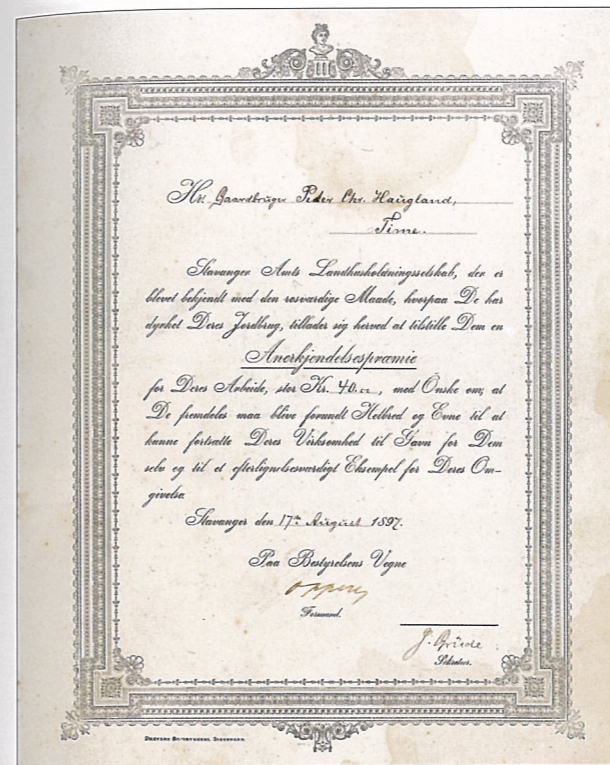 Hr. Gaardbruger Peder Chr. Haugland,
Time.
Stavanger Amts Landhusholdningsselskab, der er
blevet bekjendt med den rosværdige Maade, hvorpaa De har
dyrket Deres Jordbrug, tillader sig herved at tilstille Dem en
Anerkjendelsespræmie
for Deres Arbeide, stor Kr. 40.00, med Ønske om, at
De fremdeles maa blive forundt Helbred og Evne til at
kunne fortsætte Deres Virksomhed til Gavn for Dem
selv og til et efterlignelsesværdigt Eksempel for Deres Om-
givelse.
Stavanger den 17de August 1897.
Paa Bestyrelsens Vegne
Formand.
Sekretær.